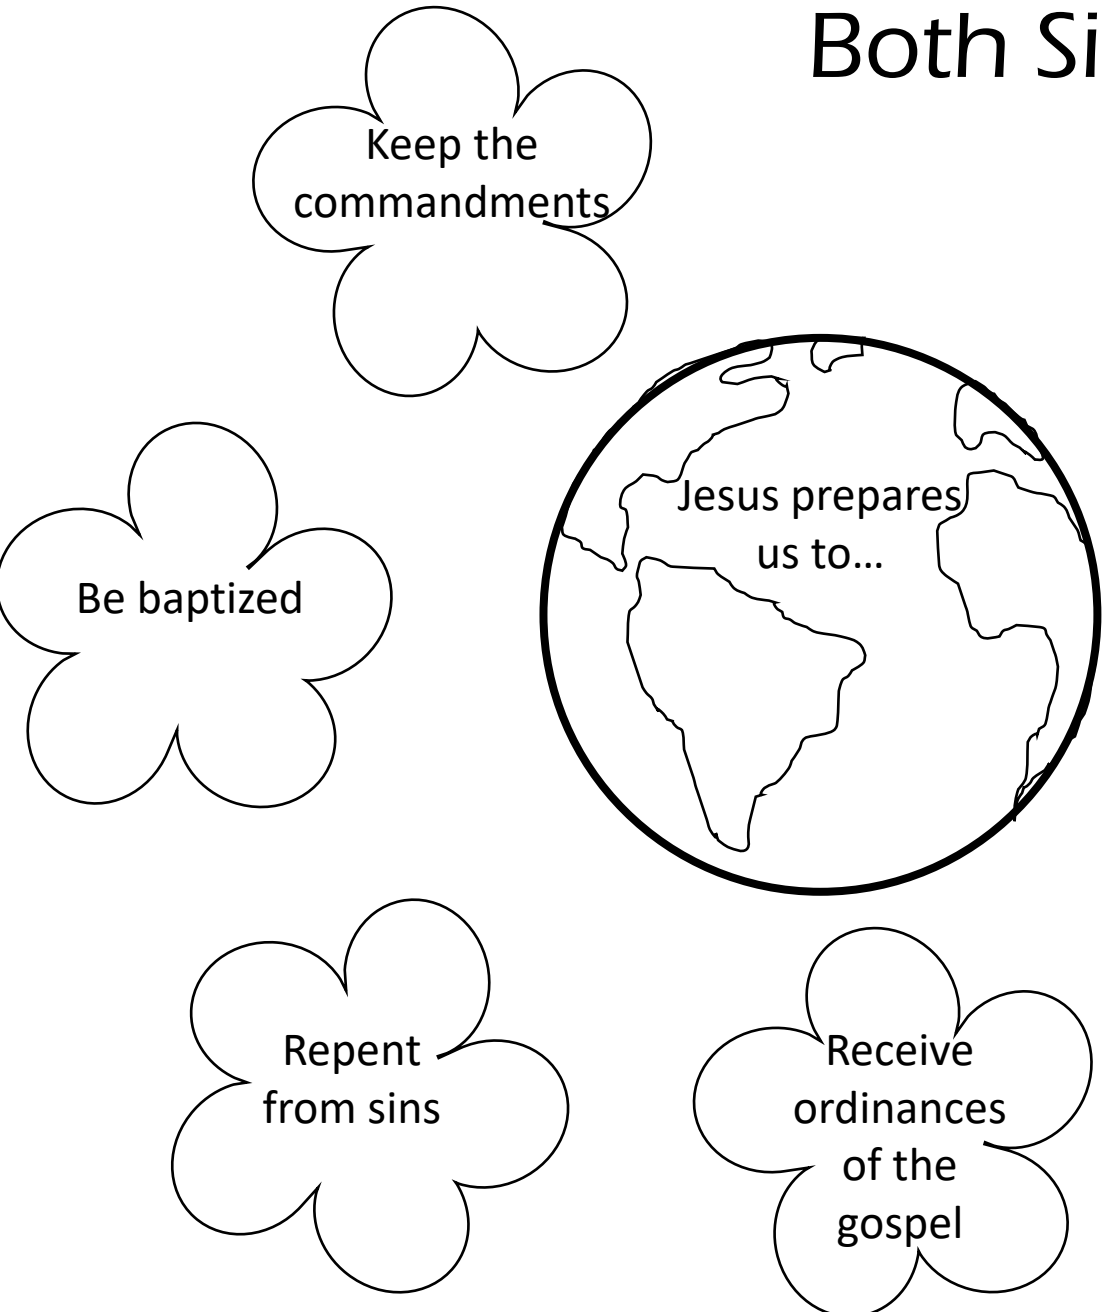 Both Si
Keep the
commandments
Jesus prepares
us to...
Be baptized
Repent
from sins
Receive
ordinances
of the
gospel